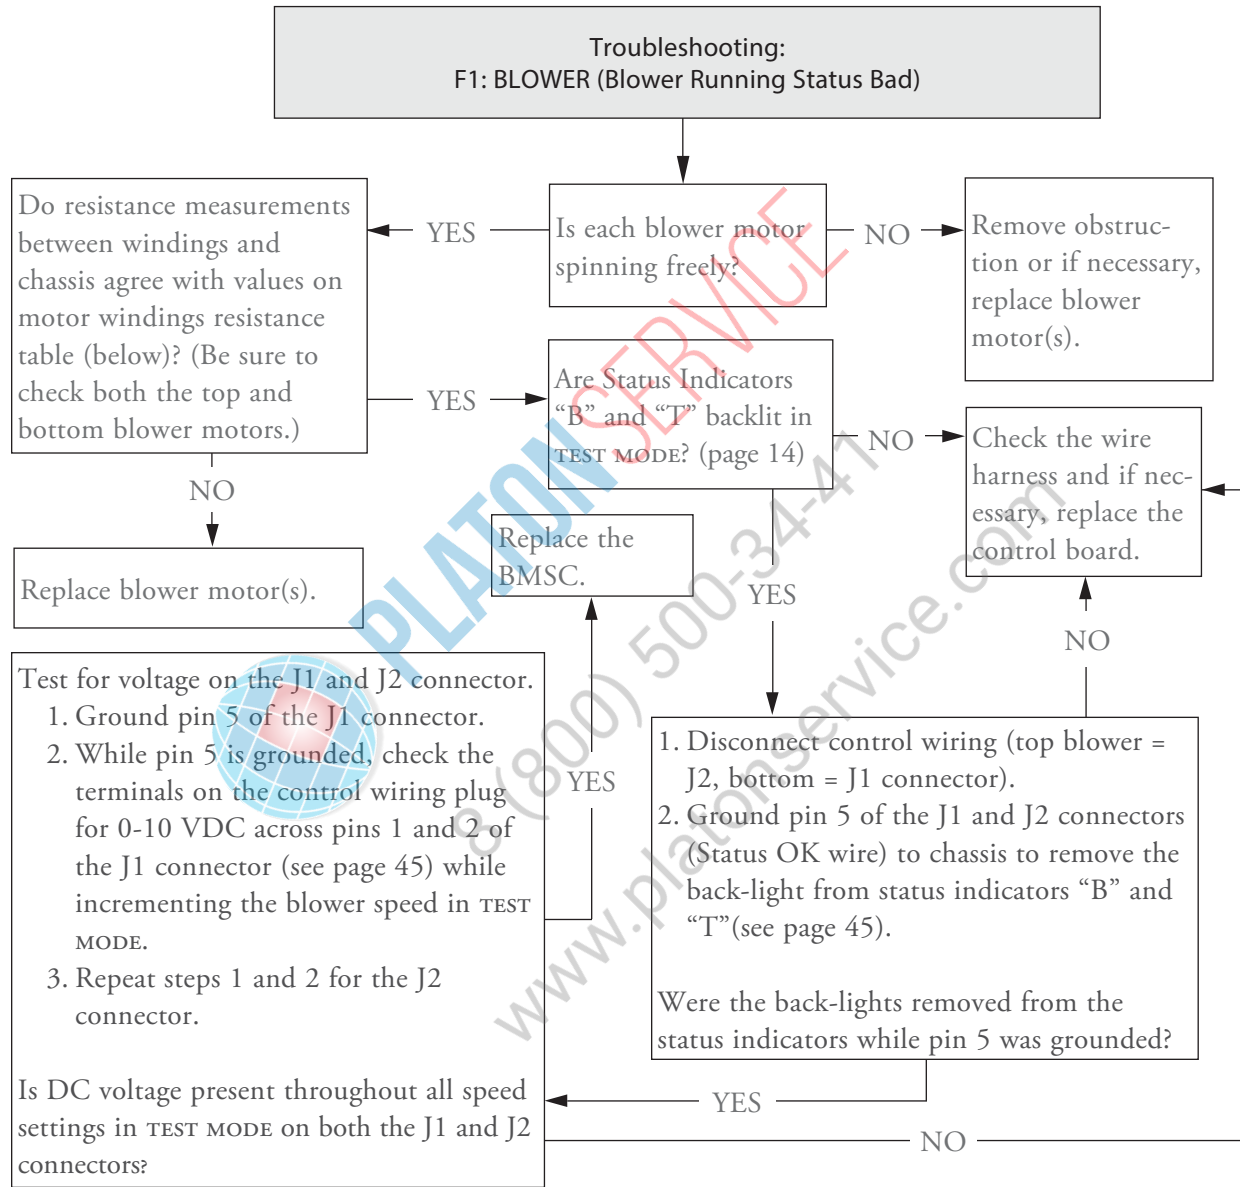 Troubleshooting:
F1: BLOWER (Blower Running Status Bad)
Do resistance measurements
between windings and
chassis agree with values on
motor windings resistance
table (below)? (Be sure to
check both the top and
bottom blower motors.)
YES
Is each blower motor
spinning freely?
NO
Remove obstruc-
tion or if necessary,
replace blower
motor(s).
YES
Are Status Indicators
“B” and “T” backlit in
TEST MODE? (page 14)
NO
Check the wire
harness and if nec-
essary, replace the
control board.
NO
Replace blower motor(s).
Replace the
BMSC.
YES
NO
Test for voltage on the J1 and J2 connector.
1. Ground pin 5 of the J1 connector.
2. While pin 5 is grounded, check the
terminals on the control wiring plug
for 0-10 VDC across pins 1 and 2 of
the J1 connector (see page 45) while
incrementing the blower speed in TEST
MODE.
3. Repeat steps 1 and 2 for the J2
connector.
Is DC voltage present throughout all speed
settings in TEST MODE on both the J1 and J2
connectors?
YES
1. Disconnect control wiring (top blower =
J2, bottom = J1 connector).
2. Ground pin 5 of the J1 and J2 connectors
(Status OK wire) to chassis to remove the
back-light from status indicators “B” and
“T”(see page 45).
Were the back-lights removed from the
status indicators while pin 5 was grounded?
YES
NO
PLATONSERVICE
8 (800) 500-34-41
www.platonservice.com